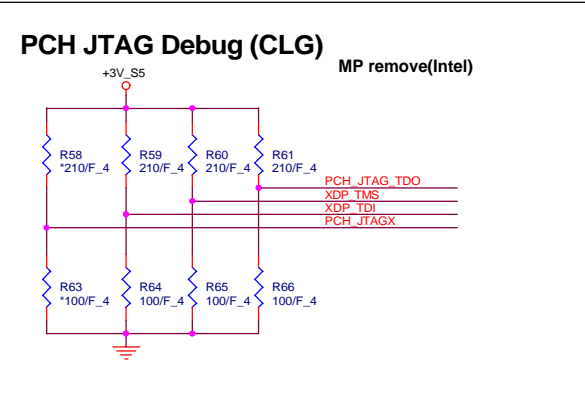 PCH JTAG Debug (CLG)
MP remove(Intel)
+3V_S5
R58
*210/F_4
R59
210/F_4
R60
210/F_4
R61
210/F_4
PCH_JTAG_TDO
XDP_TMS
XDP_TDI
PCH_JTAGX
R63
*100/F_4
R64
100/F_4
R65
100/F_4
R66
100/F_4